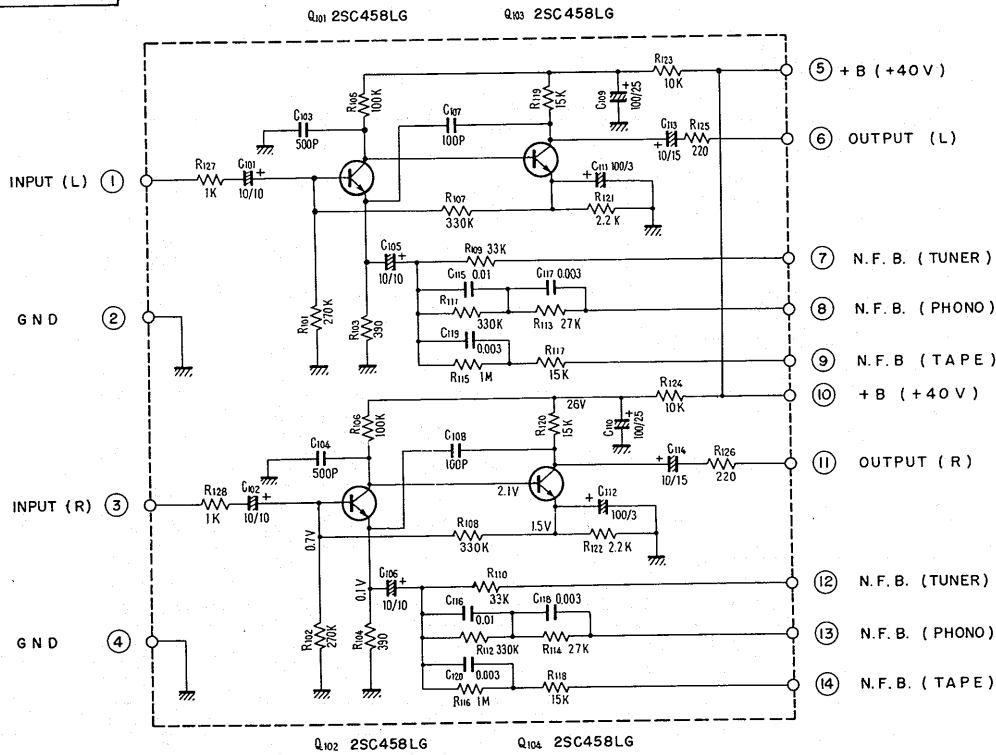 Q101 2SC458LG
Q103 2SC458LG
R123
10K
5 +B (+40V)
R105
100K
R119
15K
C109
+
100/25
C103
500P
C107
100P
C113
+
10/15
R125
220
6 OUTPUT (L)
INPUT (L) 1
R127
1K
C101
+
10/10
C111 100/3
+
R107
330K
R121
2.2K
C105
+
10/10
R109 33K
7 N.F.B. (TUNER)
C115 0.01
C117 0.003
R111
330K
R113 27K
8 N.F.B. (PHONO)
GND 2
R101
270K
R103
390
C119
0.003
R115 1M
R117
15K
9 N.F.B (TAPE)
R124
10K
10 +B (+40V)
R106
100K
R120
15K
26V
C110
+
100/25
C104
500P
C108
100P
C114
+
10/15
R126
220
11 OUTPUT (R)
2.1V
INPUT (R) 3
R128
1K
C102
+
10/10
C112
+
100/3
0.7V
R108
330K
1.5V
R122 2.2K
0.1V
C106
+
10/10
R110
33K
12 N.F.B. (TUNER)
C116
0.01
C118 0.003
R112 330K
R114 27K
13 N.F.B. (PHONO)
GND 4
R102
270K
R104
390
C120
0.003
R116 1M
R118
15K
14 N.F.B. (TAPE)
Q102 2SC458LG
Q104 2SC458LG